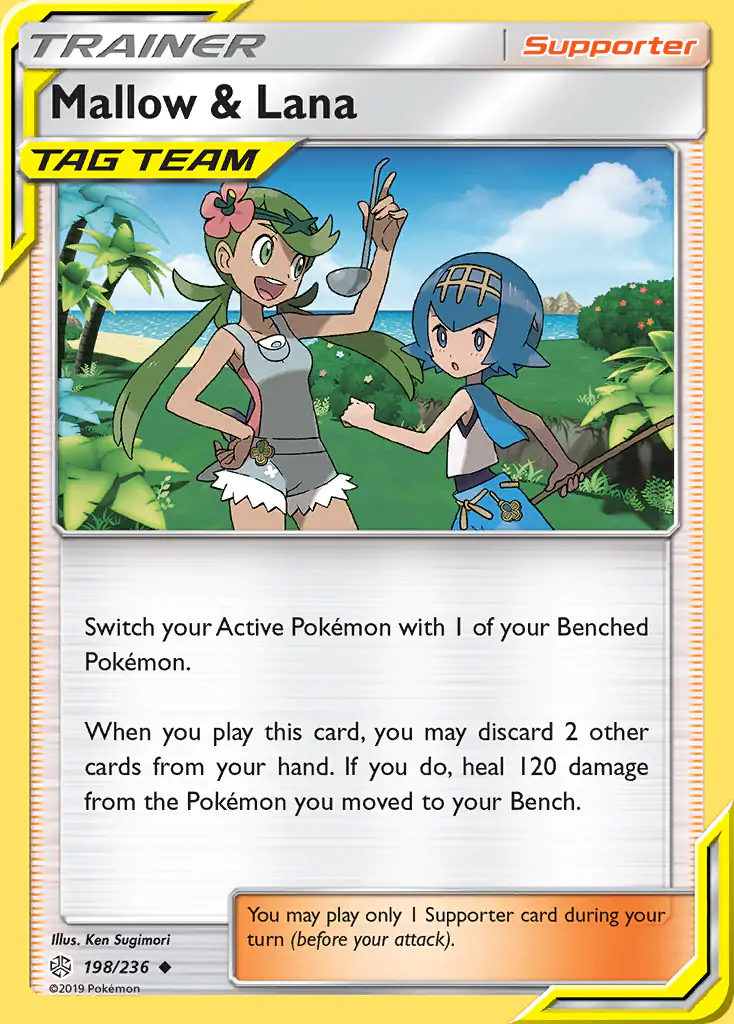 TRAINER
Supporter
Mallow & Lana
TAG TEAM
Switch your Active Pokémon with 1 of your Benched
Pokémon.
When you play this card, you may discard 2 other
cards from your hand. If you do, heal 120 damage
from the Pokémon you moved to your Bench.
You may play only 1 Supporter card during your
turn (before your attack).
Illus. Ken Sugimori
198/236 ◆
©2019 Pokémon